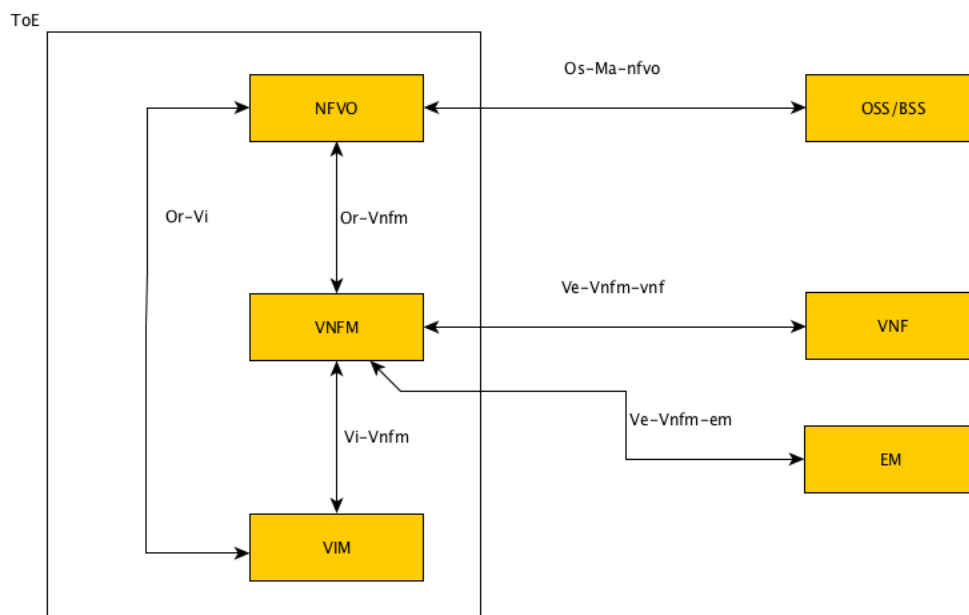 ToE
Os-Ma-nfvo
NFVO
OSS/BSS
Or-Vi
Or-Vnfm
Ve-Vnfm-vnf
VNFM
VNF
Ve-Vnfm-em
Vi-Vnfm
EM
VIM